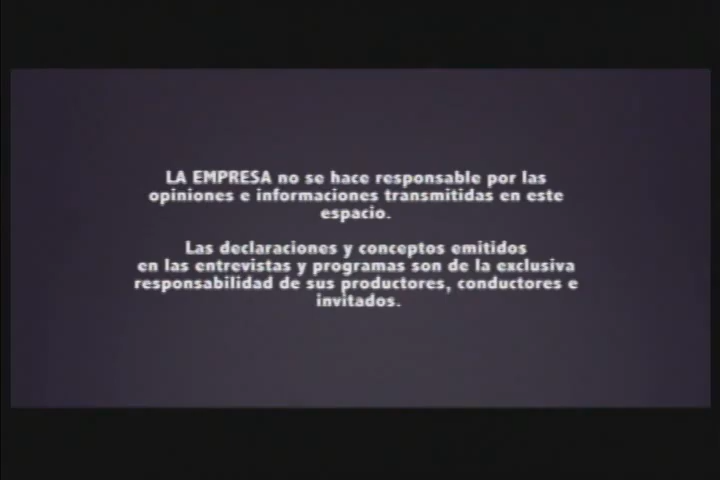 LA EMPRESA no se hace responsable por las
opiniones e informaciones transmitidas en este
espacio.
Las declaraciones y conceptos emitidos
en las entrevistas y programas son de la exclusiva
responsabilidad de sus productores, conductores e
invitados.